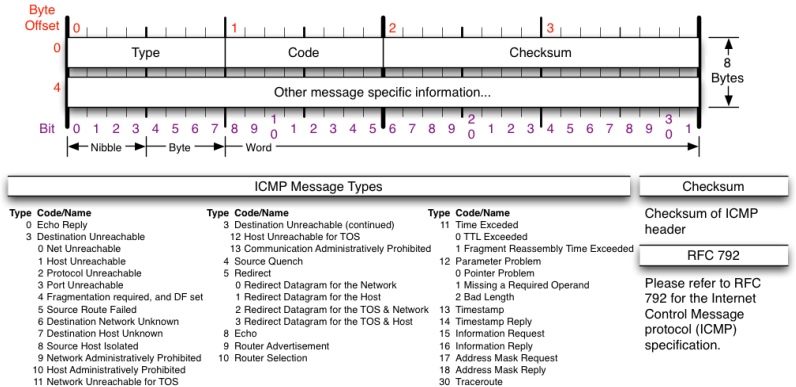 Byte
Offset
0 1 2 3
0 Type Code Checksum
8
Bytes
4 Other message specific information...
Bit 0 1 2 3 4 5 6 7 8 9 10 1 2 3 4 5 6 7 8 9 20 1 2 3 4 5 6 7 8 9 30 1
Nibble Byte Word
ICMP Message Types
Type Code/Name
0 Echo Reply
3 Destination Unreachable
0 Net Unreachable
1 Host Unreachable
2 Protocol Unreachable
3 Port Unreachable
4 Fragmentation required, and DF set
5 Source Route Failed
6 Destination Network Unknown
7 Destination Host Unknown
8 Source Host Isolated
9 Network Administratively Prohibited
10 Host Administratively Prohibited
11 Network Unreachable for TOS
Type Code/Name
3 Destination Unreachable (continued)
12 Host Unreachable for TOS
13 Communication Administratively Prohibited
4 Source Quench
5 Redirect
0 Redirect Datagram for the Network
1 Redirect Datagram for the Host
2 Redirect Datagram for the TOS & Network
3 Redirect Datagram for the TOS & Host
8 Echo
9 Router Advertisement
10 Router Selection
Type Code/Name
11 Time Exceeded
0 TTL Exceeded
1 Fragment Reassembly Time Exceeded
12 Parameter Problem
0 Pointer Problem
1 Missing a Required Operand
2 Bad Length
13 Timestamp
14 Timestamp Reply
15 Information Request
16 Information Reply
17 Address Mask Request
18 Address Mask Reply
30 Traceroute
Checksum
Checksum of ICMP
header
RFC 792
Please refer to RFC
792 for the Internet
Control Message
protocol (ICMP)
specification.